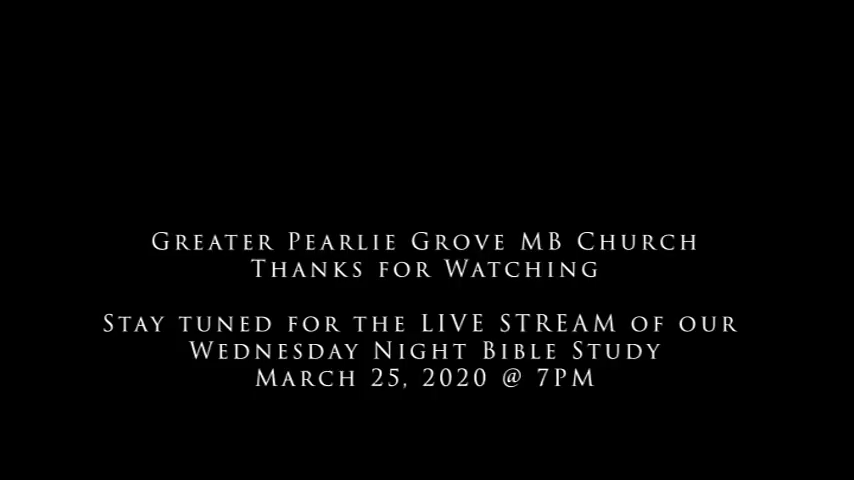 Greater Pearlie Grove MB Church
Thanks for Watching
Stay tuned for the LIVE STREAM of our
Wednesday Night Bible Study
March 25, 2020 @ 7PM